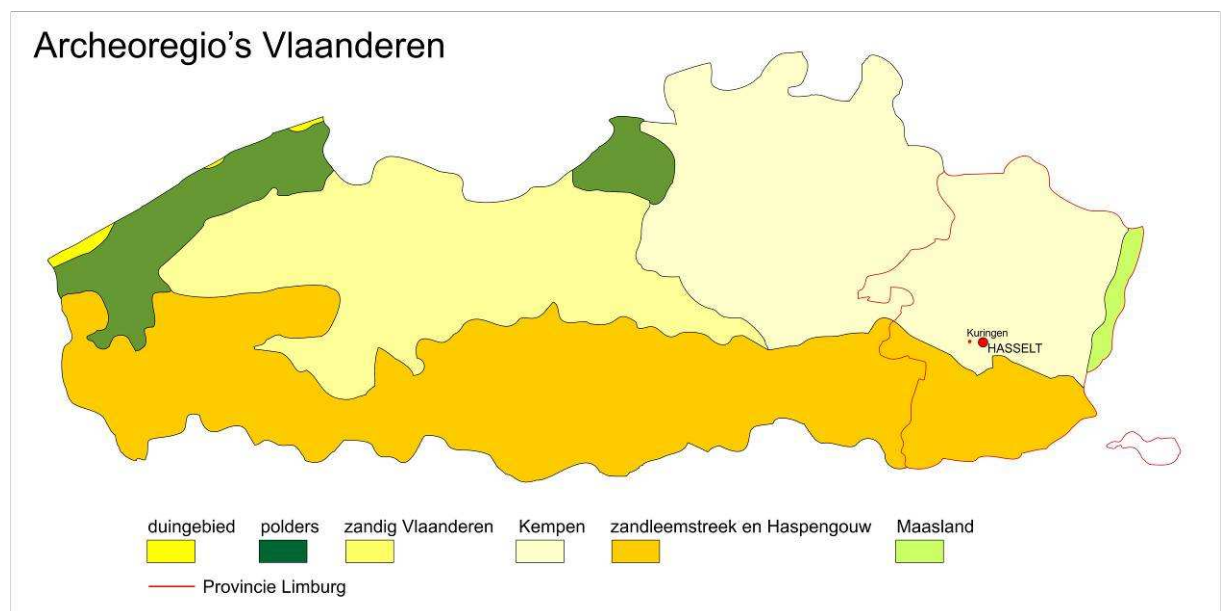 Archeoregio’s Vlaanderen
Kuringen
HASSELT
duingebied polders zandig Vlaanderen Kempen zandleemstreek en Haspengouw Maasland
Provincie Limburg